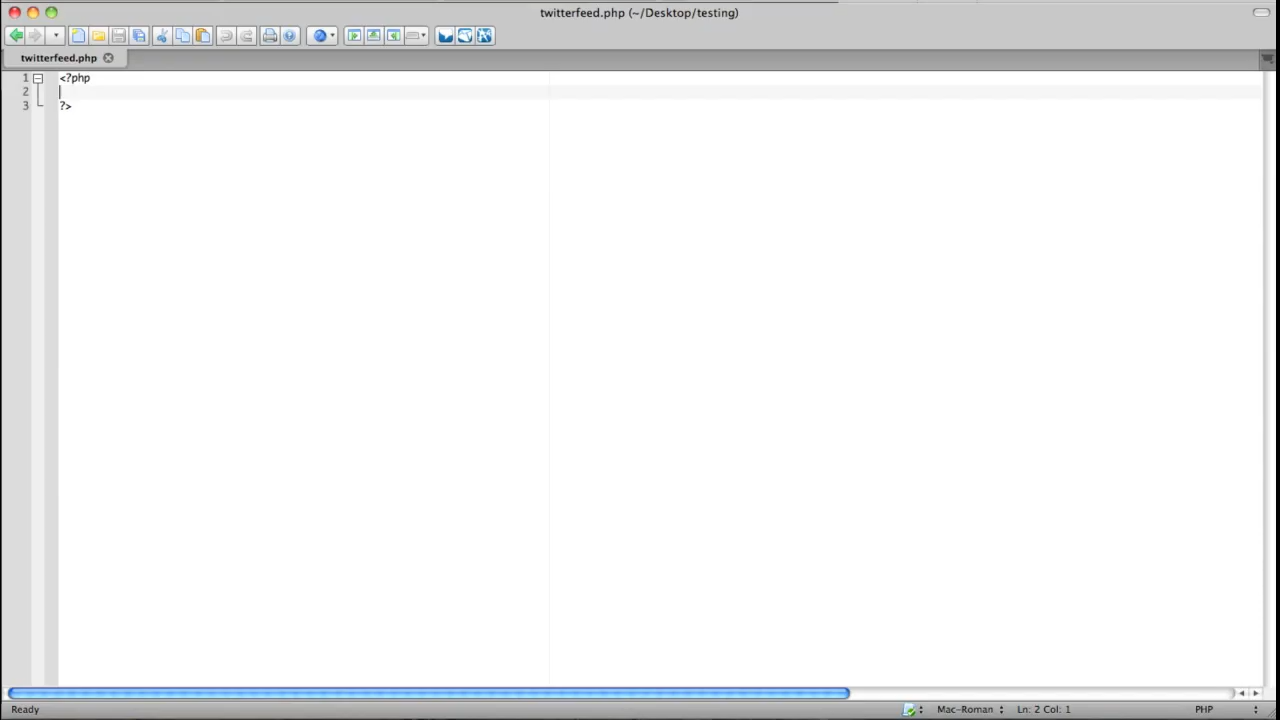 twitterfeed.php (~/Desktop/testing)
twitterfeed.php
1 <?php
2
3 ?>
Ready Mac-Roman Ln: 2 Col: 1 PHP